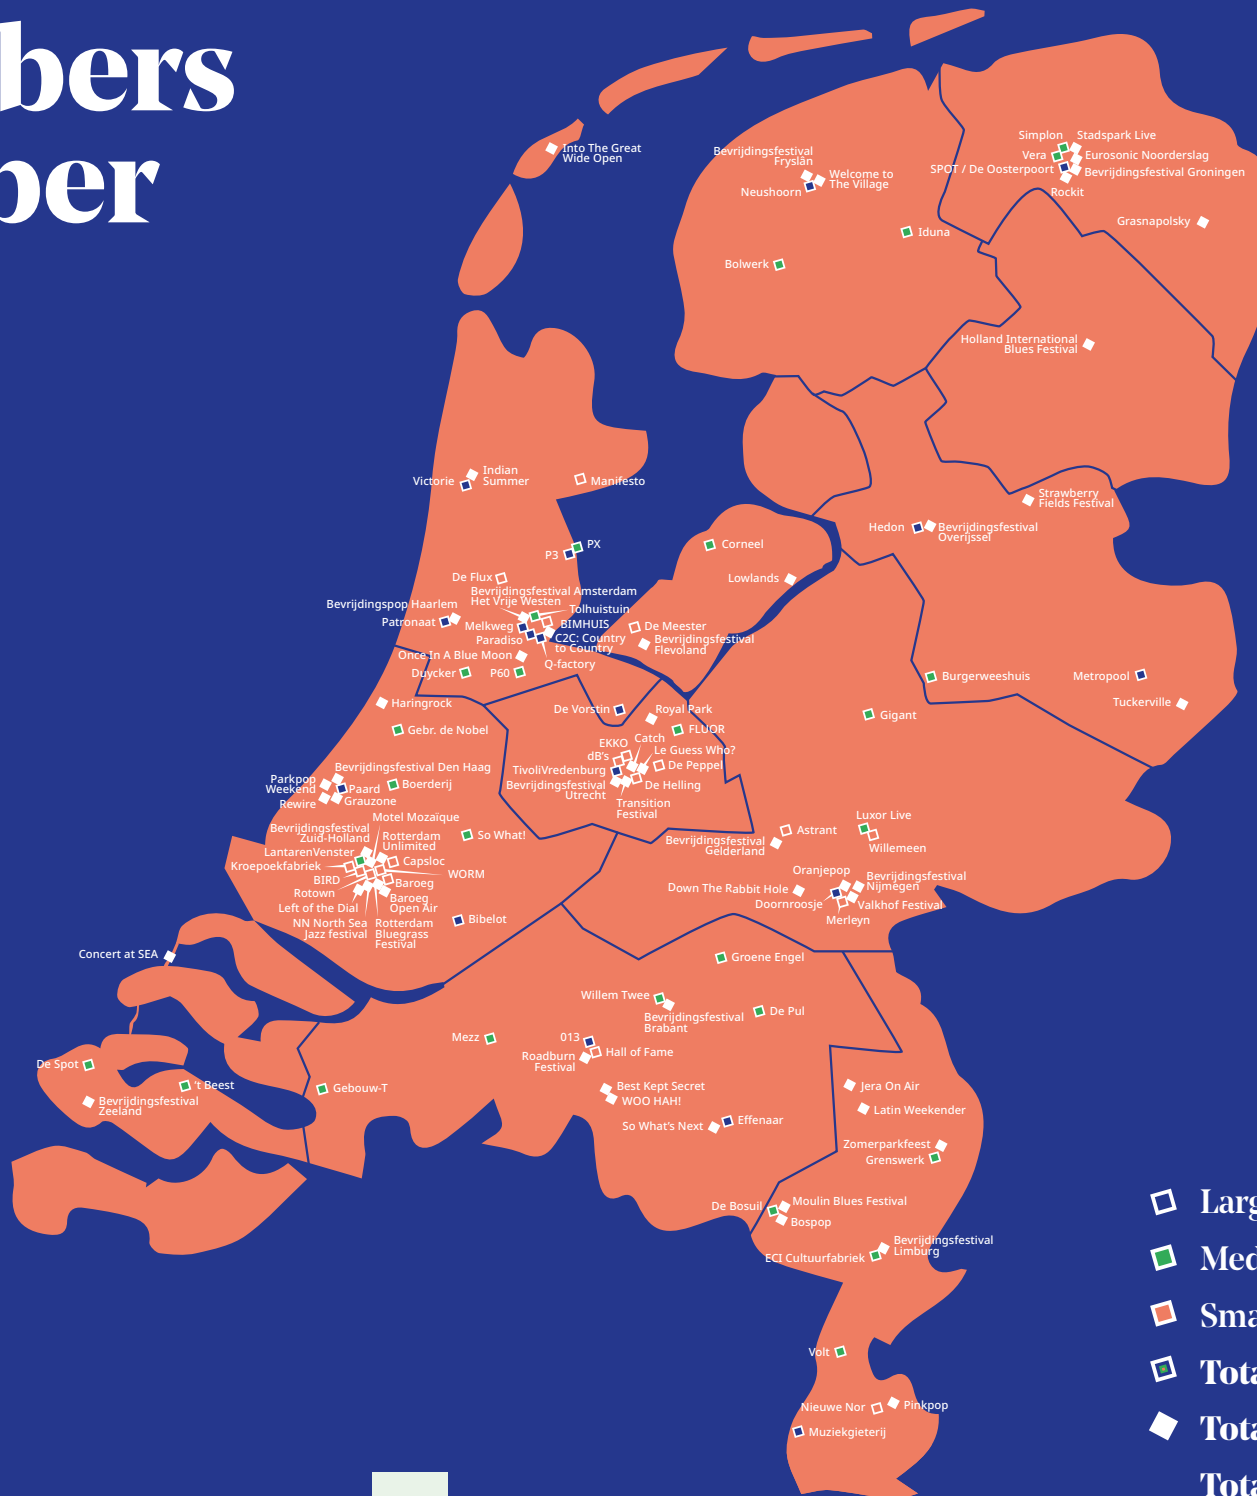 bers
per
Into The Great
Wide Open
Bevrijdingsfestival
Fryslân
Welcome to
The Village
Neushoorn
Simplon
Stadspark Live
Vera
Eurosonic Noorderslag
SPOT / De Oosterpoort
Bevrijdingsfestival Groningen
Rockit
Grasnapolsky
Iduna
Bolwerk
Holland International
Blues Festival
Indian
Summer
Victorie
Manifesto
Strawberry
Fields Festival
Hedon
Bevrijdingsfestival
Overijssel
PX
P3
Corneel
Lowlands
De Flux
Bevrijdingsfestival Amsterdam
Het Vrije Westen
Bevrijdingspop Haarlem
Tolhuistuin
Patronaat
Melkweg
BIMHUIS
Paradiso
C2C: Country
to Country
De Meester
Bevrijdingsfestival
Flevoland
Once In A Blue Moon
Q-factory
Duycker
P60
Burgerweeshuis
Metropool
Haringrock
De Vorstin
Royal Park
Gigant
Tuckerville
Gebr. de Nobel
FLUOR
Catch
EKKO
Le Guess Who?
dB's
De Peppel
TivoliVredenburg
Bevrijdingsfestival
Utrecht
De Helling
Transition
Festival
Bevrijdingsfestival Den Haag
Parkpop
Weekend
Paard
Boerderij
Rewire
Grauzone
Motel Mozaïque
Bevrijdingsfestival
Zuid-Holland
Rotterdam
Unlimited
So What!
LantarenVenster
Kroepoekfabriek
Capsloc
WORM
BIRD
Baroeg
Rotown
Baroeg
Open Air
Left of the Dial
NN North Sea
Jazz festival
Rotterdam
Bluegrass
Festival
Bibelot
Astrant
Luxor Live
Bevrijdingsfestival
Gelderland
Willemeen
Oranjepop
Bevrijdingsfestival
Nijmegen
Down The Rabbit Hole
Doornroosje
Valkhof Festival
Merleyn
Concert at SEA
Groene Engel
Willem Twee
Bevrijdingsfestival
Brabant
De Pul
Mezz
013
Hall of Fame
Roadburn
Festival
De Spot
't Beest
Bevrijdingsfestival
Zeeland
Gebouw-T
Best Kept Secret
WOO HAH!
Jera On Air
Latin Weekender
So What's Next
Effenaar
Zomerparkfeest
Grenswerk
De Bosuil
Moulin Blues Festival
Bospop
Bevrijdingsfestival
Limburg
ECI Cultuurfabriek
Volt
Nieuwe Nor
Pinkpop
Muziekgieterij
Larg
Med
Sma
Tota
Tota
Tota